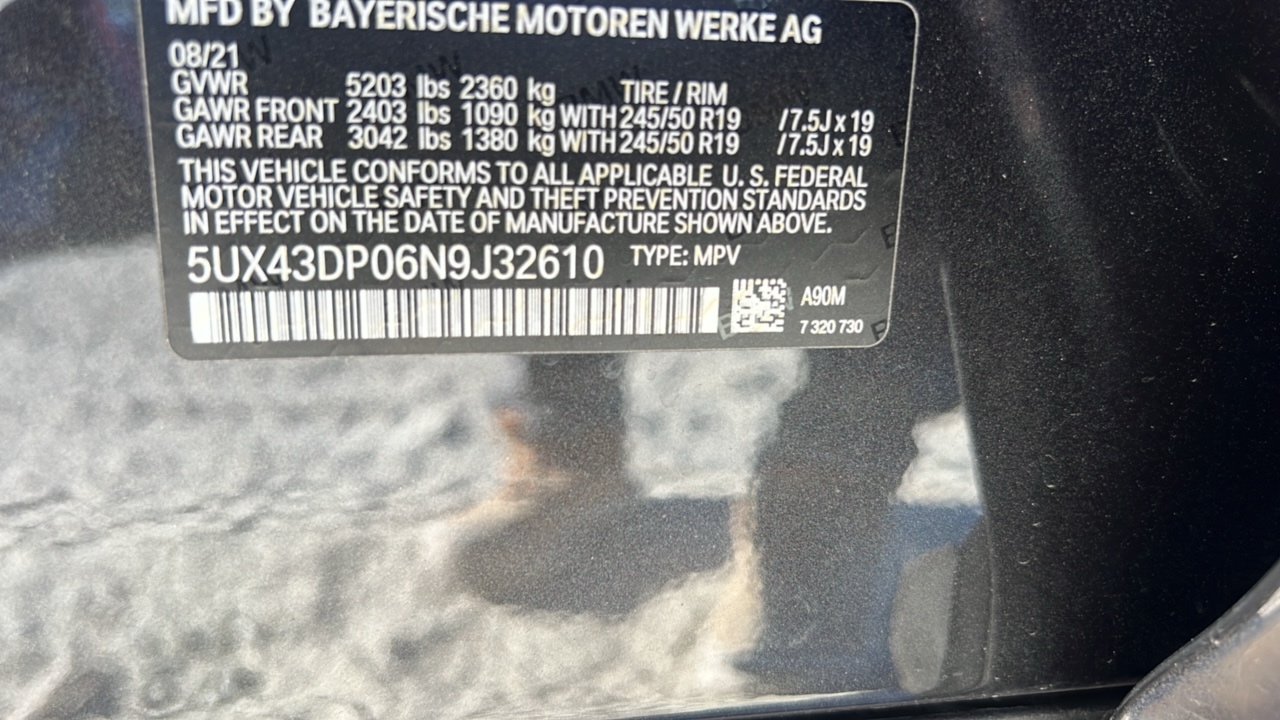 MFD BY BAYERISCHE MOTOREN WERKE AG
08/21
GVWR 5203 lbs 2360 kg TIRE / RIM
GAWR FRONT 2403 lbs 1090 kg WITH 245/50 R19 /7.5J x 19
GAWR REAR 3042 lbs 1380 kg WITH 245/50 R19 /7.5J x 19
THIS VEHICLE CONFORMS TO ALL APPLICABLE U. S. FEDERAL
MOTOR VEHICLE SAFETY AND THEFT PREVENTION STANDARDS
IN EFFECT ON THE DATE OF MANUFACTURE SHOWN ABOVE.
5UX43DP06N9J32610 TYPE: MPV
A90M
7 320 730